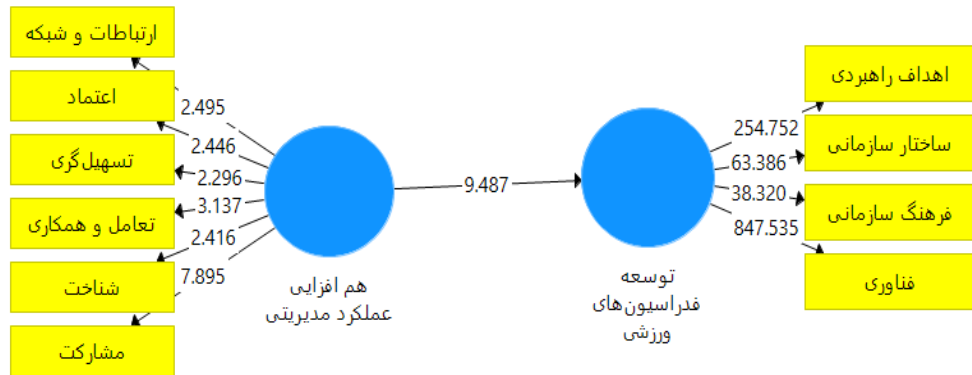 ارتباطات و شبکه
اعتماد
تسهیل‌گری
تعامل و همکاری
شناخت
مشارکت
2.495
2.446
2.296
3.137
2.416
7.895
هم افزایی
عملکرد مدیریتی
9.487
توسعه
فدراسیون‌های
ورزشی
254.752
63.386
38.320
847.535
اهداف راهبردی
ساختار سازمانی
فرهنگ سازمانی
فناوری